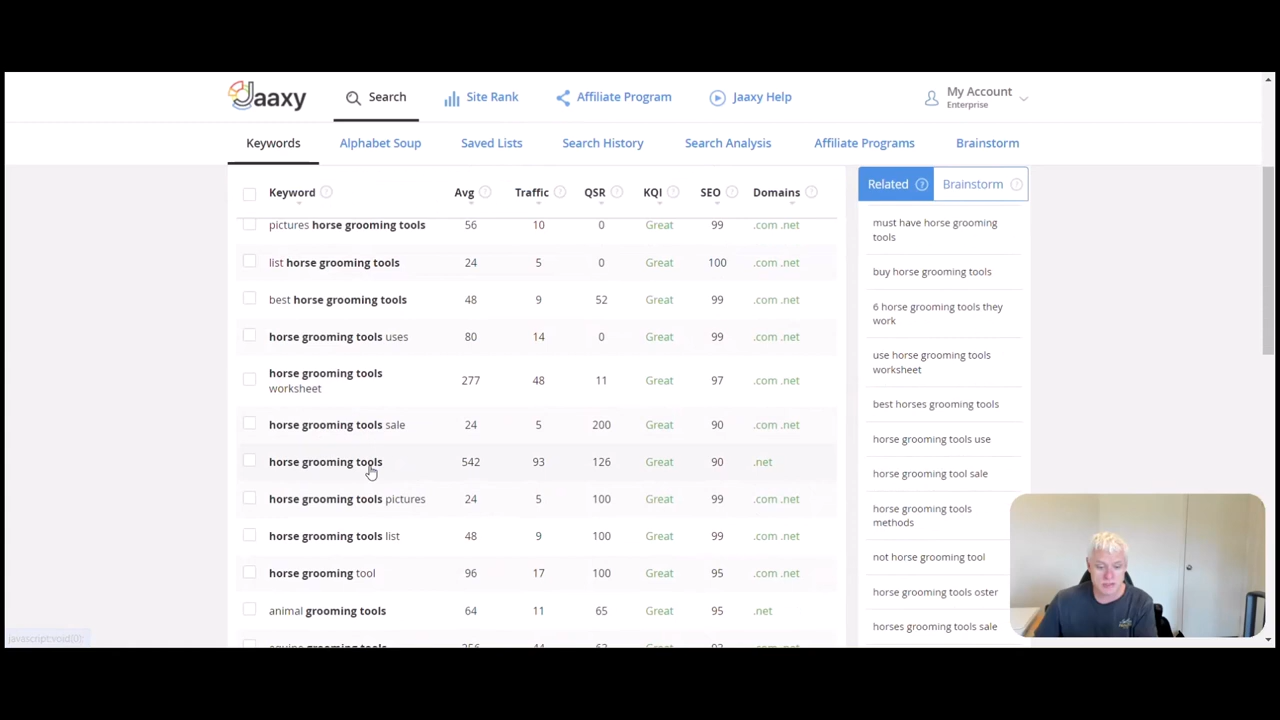 Jaaxy
Search
Site Rank
Affiliate Program
Jaaxy Help
My Account
Enterprise
Keywords
Alphabet Soup
Saved Lists
Search History
Search Analysis
Affiliate Programs
Brainstorm
Keyword ? Avg ? Traffic ? QSR ? KQI ? SEO ? Domains ?
pictures horse grooming tools 56 10 0 Great 99 .com .net
list horse grooming tools 24 5 0 Great 100 .com .net
best horse grooming tools 48 9 52 Great 99 .com .net
horse grooming tools uses 80 14 0 Great 99 .com .net
horse grooming tools
worksheet
277 48 11 Great 97 .com .net
horse grooming tools sale 24 5 200 Great 90 .com .net
horse grooming tools 542 93 126 Great 90 .net
horse grooming tools pictures 24 5 100 Great 99 .com .net
horse grooming tools list 48 9 100 Great 99 .com .net
horse grooming tool 96 17 100 Great 95 .com .net
animal grooming tools 64 11 65 Great 95 .net
Related ? Brainstorm ?
must have horse grooming
tools
buy horse grooming tools
6 horse grooming tools they
work
use horse grooming tools
worksheet
best horses grooming tools
horse grooming tools use
horse grooming tool sale
horse grooming tools
methods
not horse grooming tool
horse grooming tools oster
horses grooming tools sale
javascript:void(0);